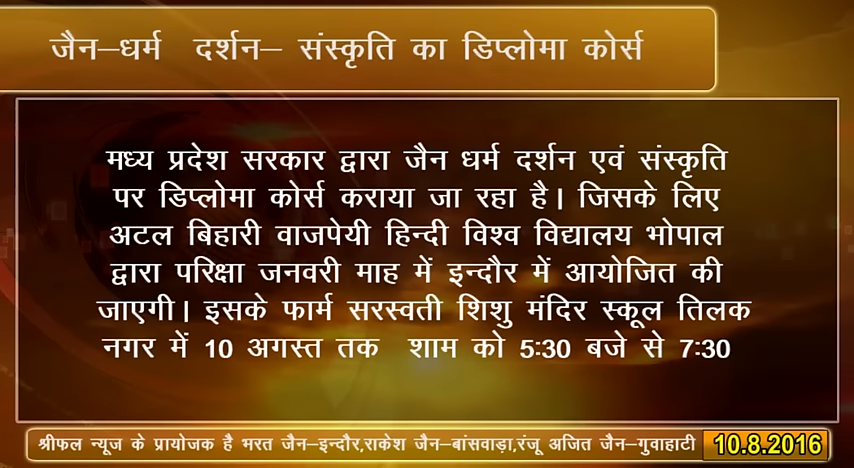 जैन–धर्म दर्शन– संस्कृति का डिप्लोमा कोर्स
मध्य प्रदेश सरकार द्वारा जैन धर्म दर्शन एवं संस्कृति
पर डिप्लोमा कोर्स कराया जा रहा है। जिसके लिए
अटल बिहारी वाजपेयी हिन्दी विश्व विद्यालय भोपाल
द्वारा परिक्षा जनवरी माह में इन्दौर में आयोजित की
जाएगी। इसके फार्म सरस्वती शिशु मंदिर स्कूल तिलक
नगर में 10 अगस्त तक शाम को 5:30 बजे से 7:30
श्रीफल न्यूज के प्रायोजक है भरत जैन–इन्दौर,राकेश जैन–बांसवाड़ा,रंजू अजित जैन–गुवाहाटी 10.8.2016